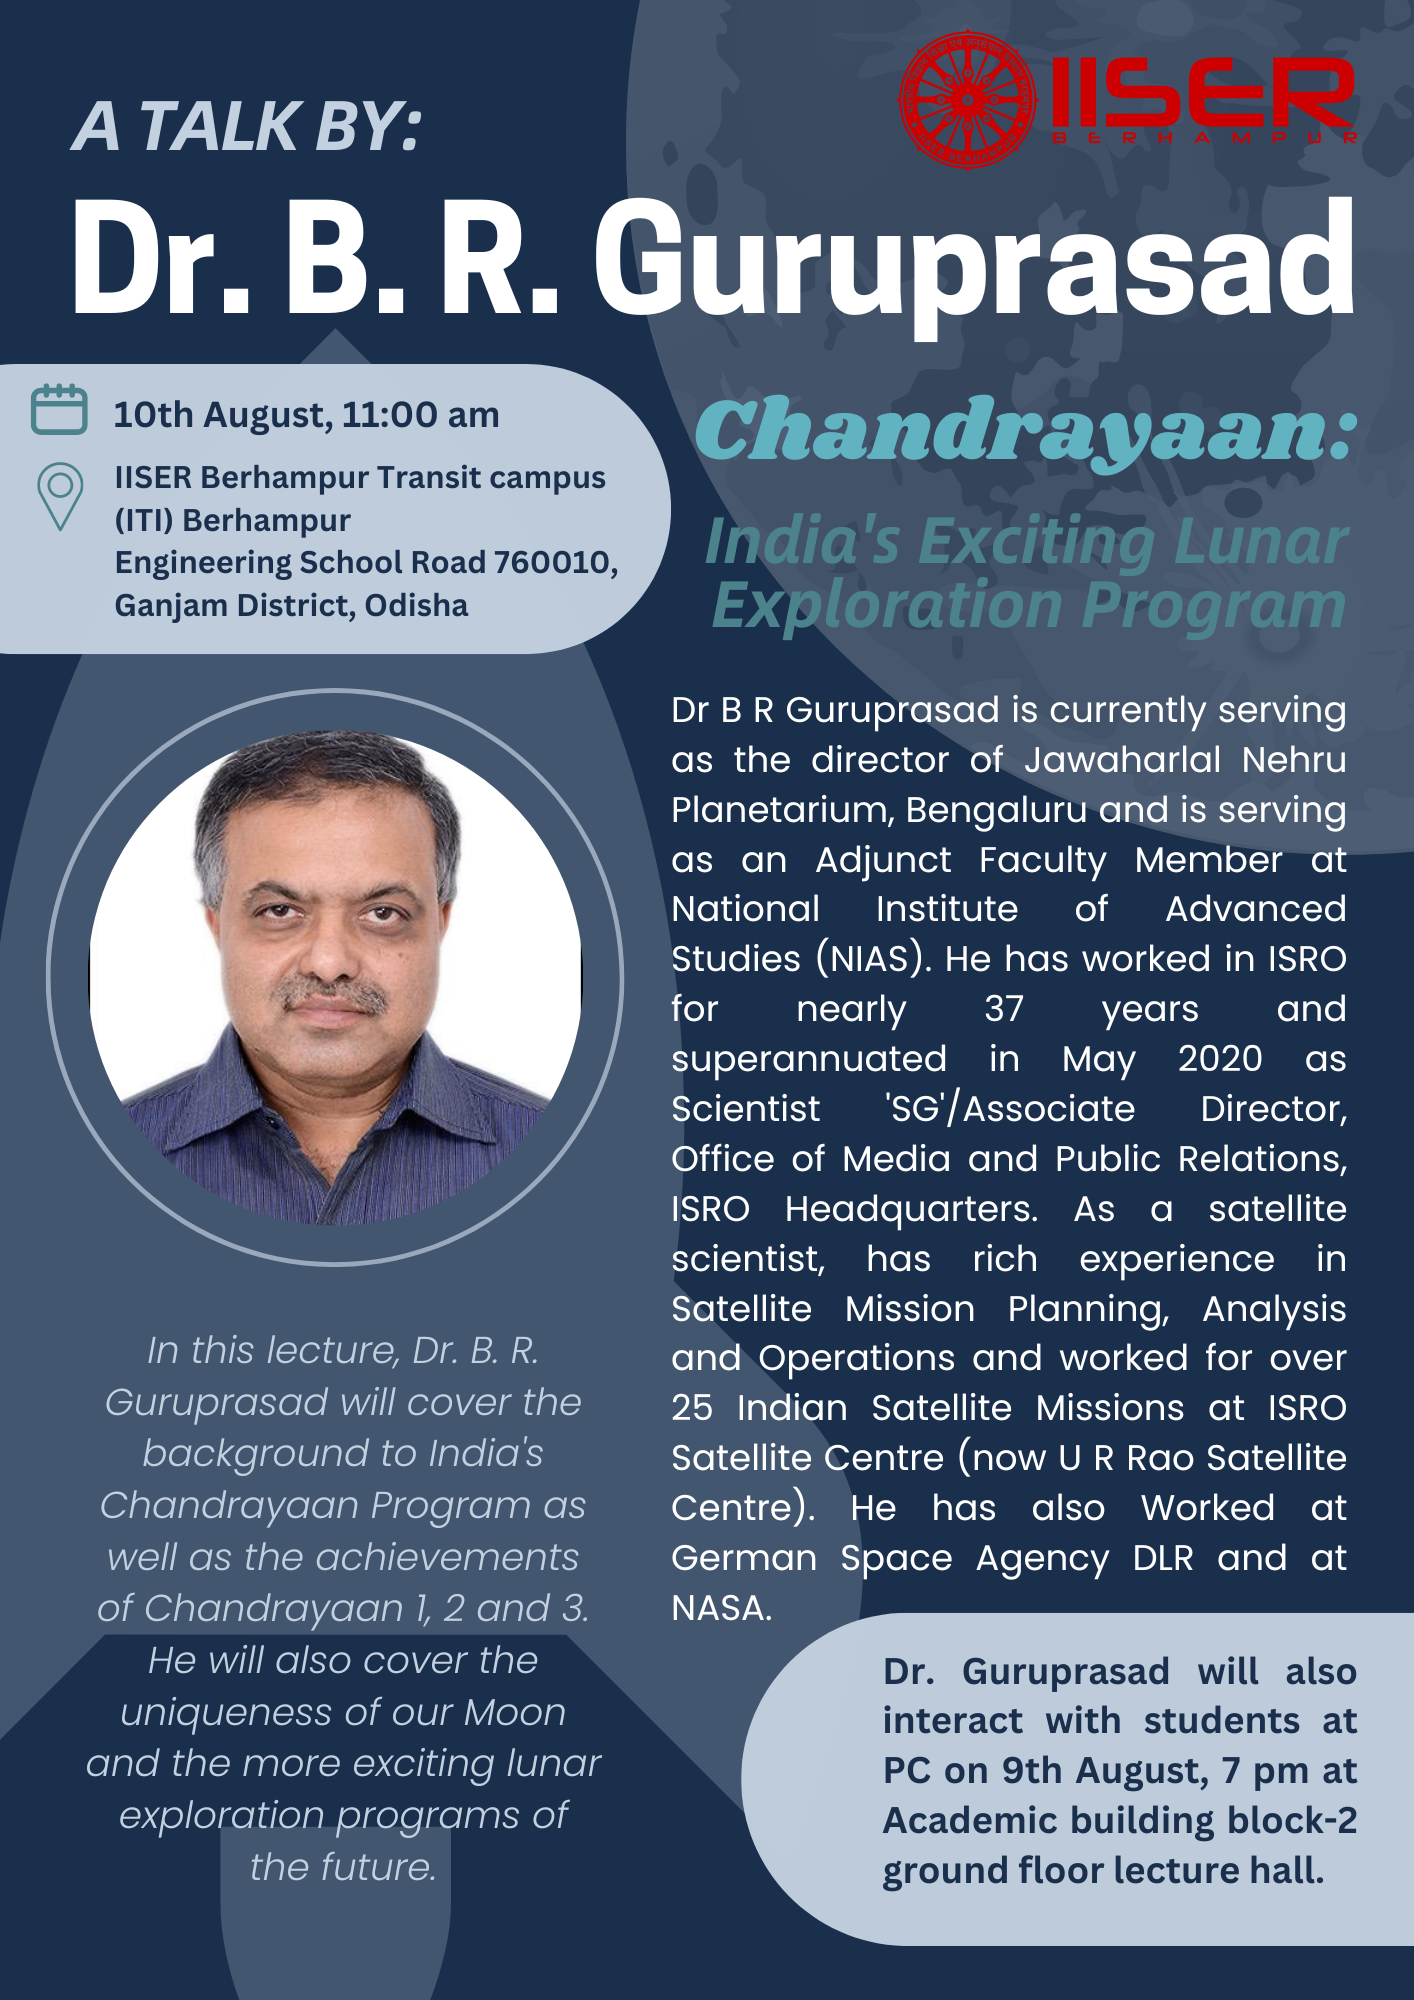 IISER
BERHAMPUR
A TALK BY:
Dr. B. R. Guruprasad
10th August, 11:00 am
IISER Berhampur Transit campus
(ITI) Berhampur
Engineering School Road 760010,
Ganjam District, Odisha
Chandrayaan:
India's Exciting Lunar
Exploration Program
Dr B R Guruprasad is currently serving
as the director of Jawaharlal Nehru
Planetarium, Bengaluru and is serving
as an Adjunct Faculty Member at
National Institute of Advanced
Studies (NIAS). He has worked in ISRO
for nearly 37 years and
superannuated in May 2020 as
Scientist 'SG'/Associate Director,
Office of Media and Public Relations,
ISRO Headquarters. As a satellite
scientist, has rich experience in
Satellite Mission Planning, Analysis
and Operations and worked for over
25 Indian Satellite Missions at ISRO
Satellite Centre (now U R Rao Satellite
Centre). He has also Worked at
German Space Agency DLR and at
NASA.
In this lecture, Dr. B. R.
Guruprasad will cover the
background to India's
Chandrayaan Program as
well as the achievements
of Chandrayaan 1, 2 and 3.
He will also cover the
uniqueness of our Moon
and the more exciting lunar
exploration programs of
the future.
Dr. Guruprasad will also
interact with students at
PC on 9th August, 7 pm at
Academic building block-2
ground floor lecture hall.